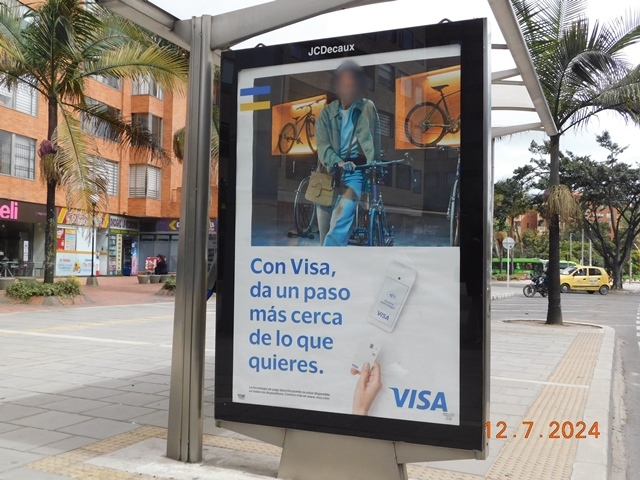 JCDecaux
Con Visa,
da un paso
más cerca
de lo que
quieres.
VISA
VISA
eli
12.7.2024